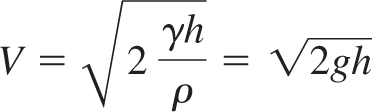 V = √(2 γh/ρ) = √(2gh)